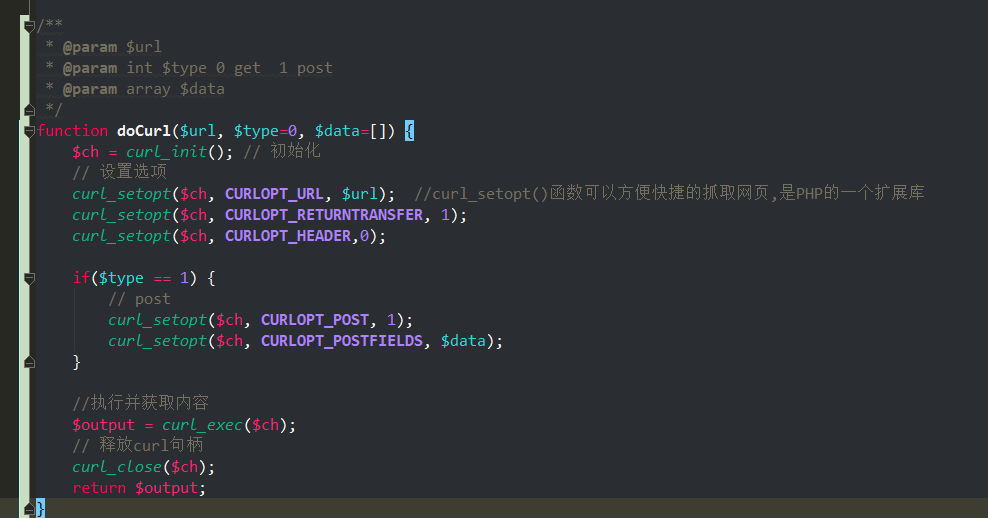 /**
 * @param $url
 * @param int $type 0 get  1 post
 * @param array $data
 */
function doCurl($url, $type=0, $data=[]) {
    $ch = curl_init(); // 初始化
    // 设置选项
    curl_setopt($ch, CURLOPT_URL, $url);  //curl_setopt()函数可以方便快捷的抓取网页,是PHP的一个扩展库
    curl_setopt($ch, CURLOPT_RETURNTRANSFER, 1);
    curl_setopt($ch, CURLOPT_HEADER,0);
    if($type == 1) {
        // post
        curl_setopt($ch, CURLOPT_POST, 1);
        curl_setopt($ch, CURLOPT_POSTFIELDS, $data);
    }
    //执行并获取内容
    $output = curl_exec($ch);
    // 释放curl句柄
    curl_close($ch);
    return $output;
}